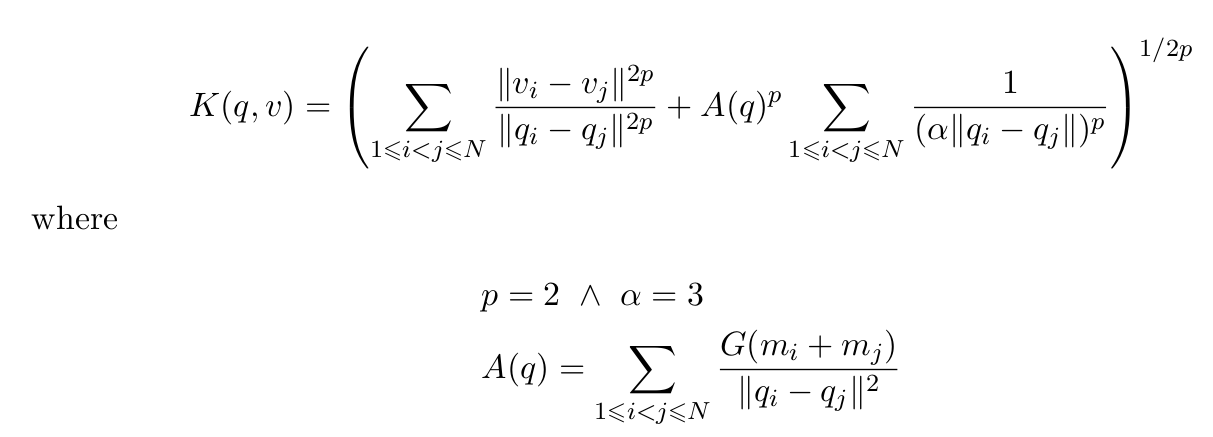 K(q, v) = \left( \sum_{1 \leqslant i < j \leqslant N} \frac{\|v_i - v_j\|^{2p}}{\|q_i - q_j\|^{2p}} + A(q)^p \sum_{1 \leqslant i < j \leqslant N} \frac{1}{(\alpha \|q_i - q_j\|)^p} \right)^{1/2p}
where
p = 2 \wedge \alpha = 3
A(q) = \sum_{1 \leqslant i < j \leqslant N} \frac{G(m_i + m_j)}{\|q_i - q_j\|^2}